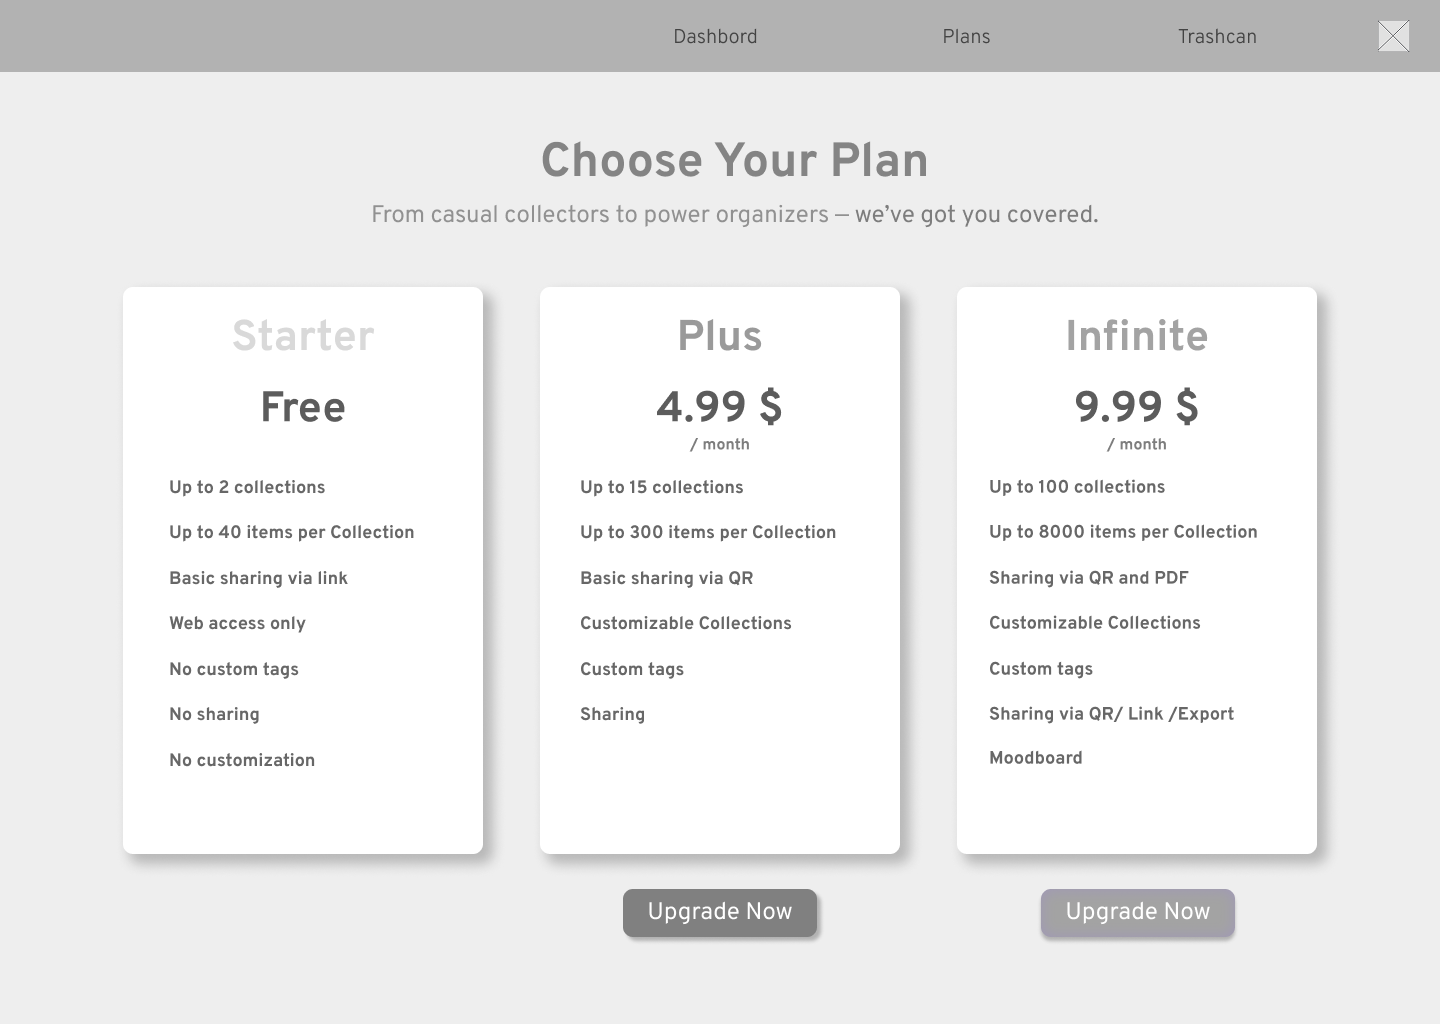 Dashbord Plans Trashcan
Choose Your Plan
From casual collectors to power organizers — we’ve got you covered.
Starter
Free
Up to 2 collections
Up to 40 items per Collection
Basic sharing via link
Web access only
No custom tags
No sharing
No customization
Plus
4.99 $
/ month
Up to 15 collections
Up to 300 items per Collection
Basic sharing via QR
Customizable Collections
Custom tags
Sharing
Upgrade Now
Infinite
9.99 $
/ month
Up to 100 collections
Up to 8000 items per Collection
Sharing via QR and PDF
Customizable Collections
Custom tags
Sharing via QR/ Link /Export
Moodboard
Upgrade Now